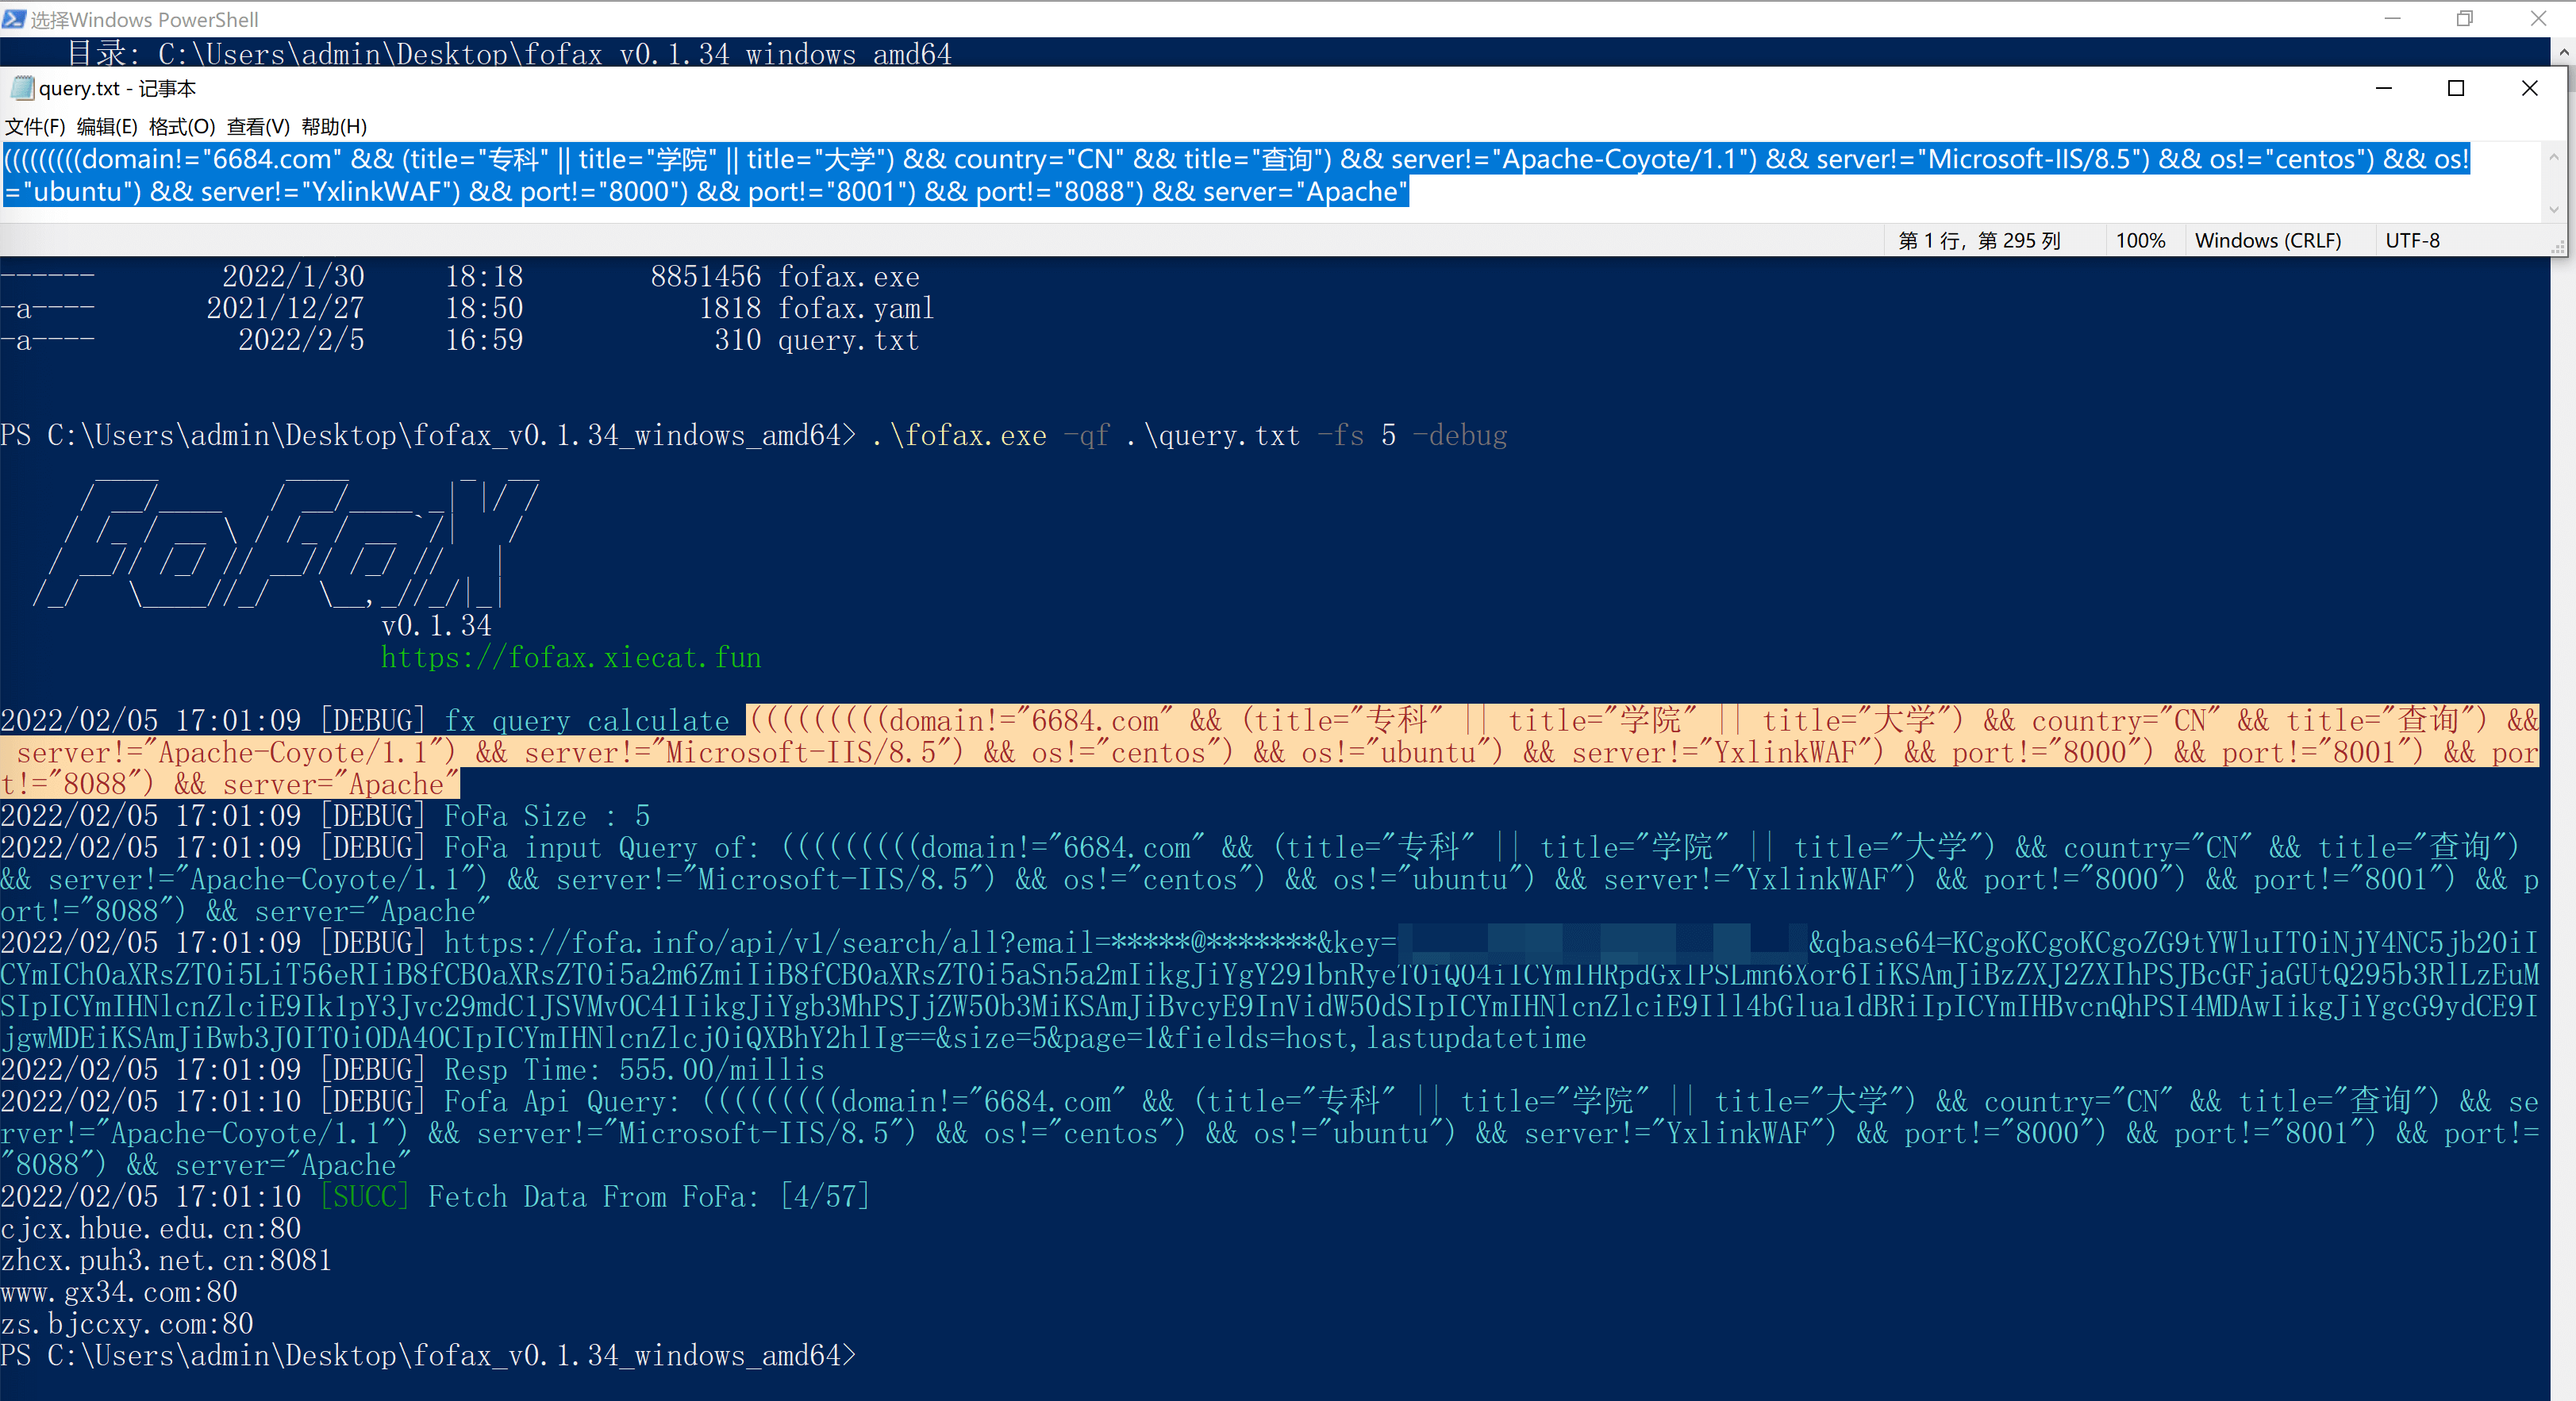 选择Windows PowerShell
目录: C:\Users\admin\Desktop\fofax_v0.1.34_windows_amd64
query.txt - 记事本
文件(F) 编辑(E) 格式(O) 查看(V) 帮助(H)
(((((((((domain!="6684.com" && (title="专科" || title="学院" || title="大学") && country="CN" && title="查询") && server!="Apache-Coyote/1.1") && server!="Microsoft-IIS/8.5") && os!="centos") && os!
="ubuntu") && server!="YxlinkWAF") && port!="8000") && port!="8001") && port!="8088") && server="Apache"
第 1 行，第 295 列 100% Windows (CRLF) UTF-8
------ 2022/1/30 18:18 8851456 fofax.exe
-a---- 2021/12/27 18:50 1818 fofax.yaml
-a---- 2022/2/5 16:59 310 query.txt
PS C:\Users\admin\Desktop\fofax_v0.1.34_windows_amd64> .\fofax.exe -qf .\query.txt -fs 5 -debug
FoFaX
v0.1.34
https://fofax.xiecat.fun
2022/02/05 17:01:09 [DEBUG] fx query calculate (((((((((domain!="6684.com" && (title="专科" || title="学院" || title="大学") && country="CN" && title="查询") &&
server!="Apache-Coyote/1.1") && server!="Microsoft-IIS/8.5") && os!="centos") && os!="ubuntu") && server!="YxlinkWAF") && port!="8000") && port!="8001") && por
t!="8088") && server="Apache"
2022/02/05 17:01:09 [DEBUG] FoFa Size : 5
2022/02/05 17:01:09 [DEBUG] FoFa input Query of: (((((((((domain!="6684.com" && (title="专科" || title="学院" || title="大学") && country="CN" && title="查询")
&& server!="Apache-Coyote/1.1") && server!="Microsoft-IIS/8.5") && os!="centos") && os!="ubuntu") && server!="YxlinkWAF") && port!="8000") && port!="8001") && p
ort!="8088") && server="Apache"
2022/02/05 17:01:09 [DEBUG] https://fofa.info/api/v1/search/all?email=*****@*******&key= &qbase64=KCgoKCgoKCgoZG9tYWluIT0iNjY4NC5jb20iI
CYmICh0aXRsZT0i5LiT56eRIiB8fCB0aXRsZT0i5a2m6ZmiIiB8fCB0aXRsZT0i5aSn5a2mIikgJiYgY291bnRyeT0iQ04iICYmIHRpdGxlPSLmn6Xor6IiKSAmJiBzZXJ2ZXIhPSJBcGFjaGUtQ295b3RlLzEuM
SIpICYmIHNlcnZlciE9Ik1pY3Jvc29mdC1JSVMvOC41IikgJiYgb3MhPSJjZW50b3MiKSAmJiBvcyE9InVidW50dSIpICYmIHNlcnZlciE9Ill4bGlua1dBRiIpICYmIHBvcnQhPSI4MDAwIikgJiYgcG9ydCE9I
jgwMDEiKSAmJiBwb3J0IT0iODA4OCIpICYmIHNlcnZlcj0iQXBhY2hlIg==&size=5&page=1&fields=host,lastupdatetime
2022/02/05 17:01:09 [DEBUG] Resp Time: 555.00/millis
2022/02/05 17:01:10 [DEBUG] Fofa Api Query: (((((((((domain!="6684.com" && (title="专科" || title="学院" || title="大学") && country="CN" && title="查询") && se
rver!="Apache-Coyote/1.1") && server!="Microsoft-IIS/8.5") && os!="centos") && os!="ubuntu") && server!="YxlinkWAF") && port!="8000") && port!="8001") && port!=
"8088") && server="Apache"
2022/02/05 17:01:10 [SUCC] Fetch Data From FoFa: [4/57]
cjcx.hbue.edu.cn:80
zhcx.puh3.net.cn:8081
www.gx34.com:80
zs.bjccxy.com:80
PS C:\Users\admin\Desktop\fofax_v0.1.34_windows_amd64>